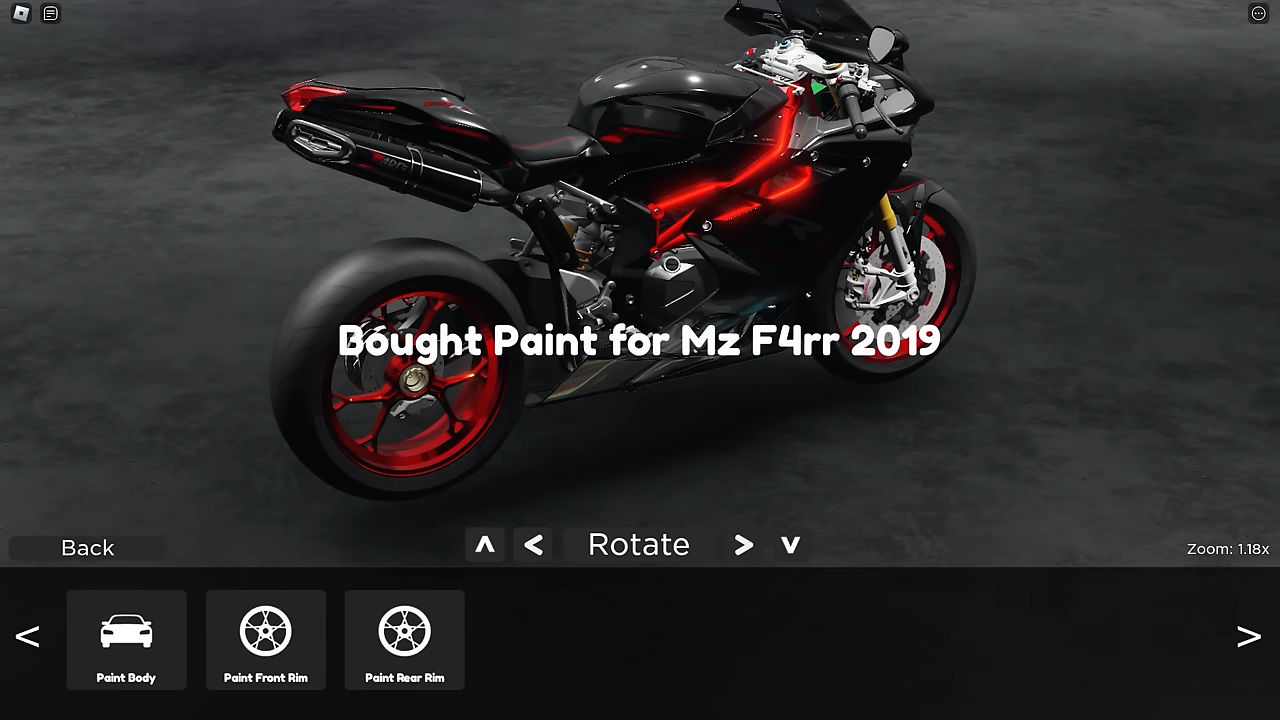 Bought Paint for Mz F4rr 2019
Back
ʌ < Rotate > v
Zoom: 1.18x
< >
Paint Body
Paint Front Rim
Paint Rear Rim